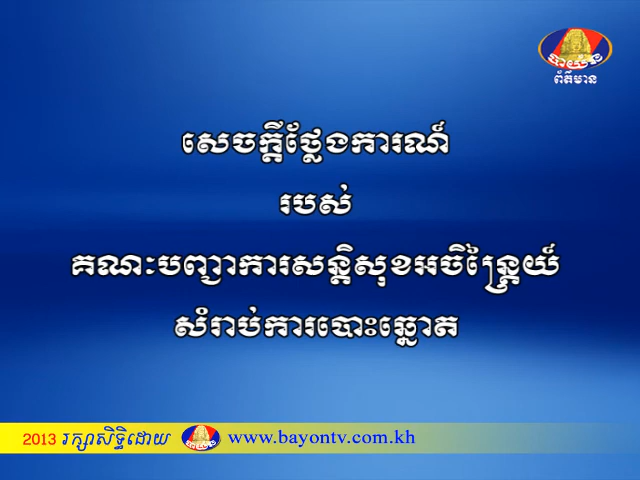 បាយ័ន
ព័ត៌មាន
សេចក្តីថ្លែងការណ៍
របស់
គណៈបញ្ជាការសន្តិសុខអចិន្ត្រៃយ៍
សំរាប់ការបោះឆ្នោត
2013 រក្សាសិទ្ធិដោយ www.bayontv.com.kh